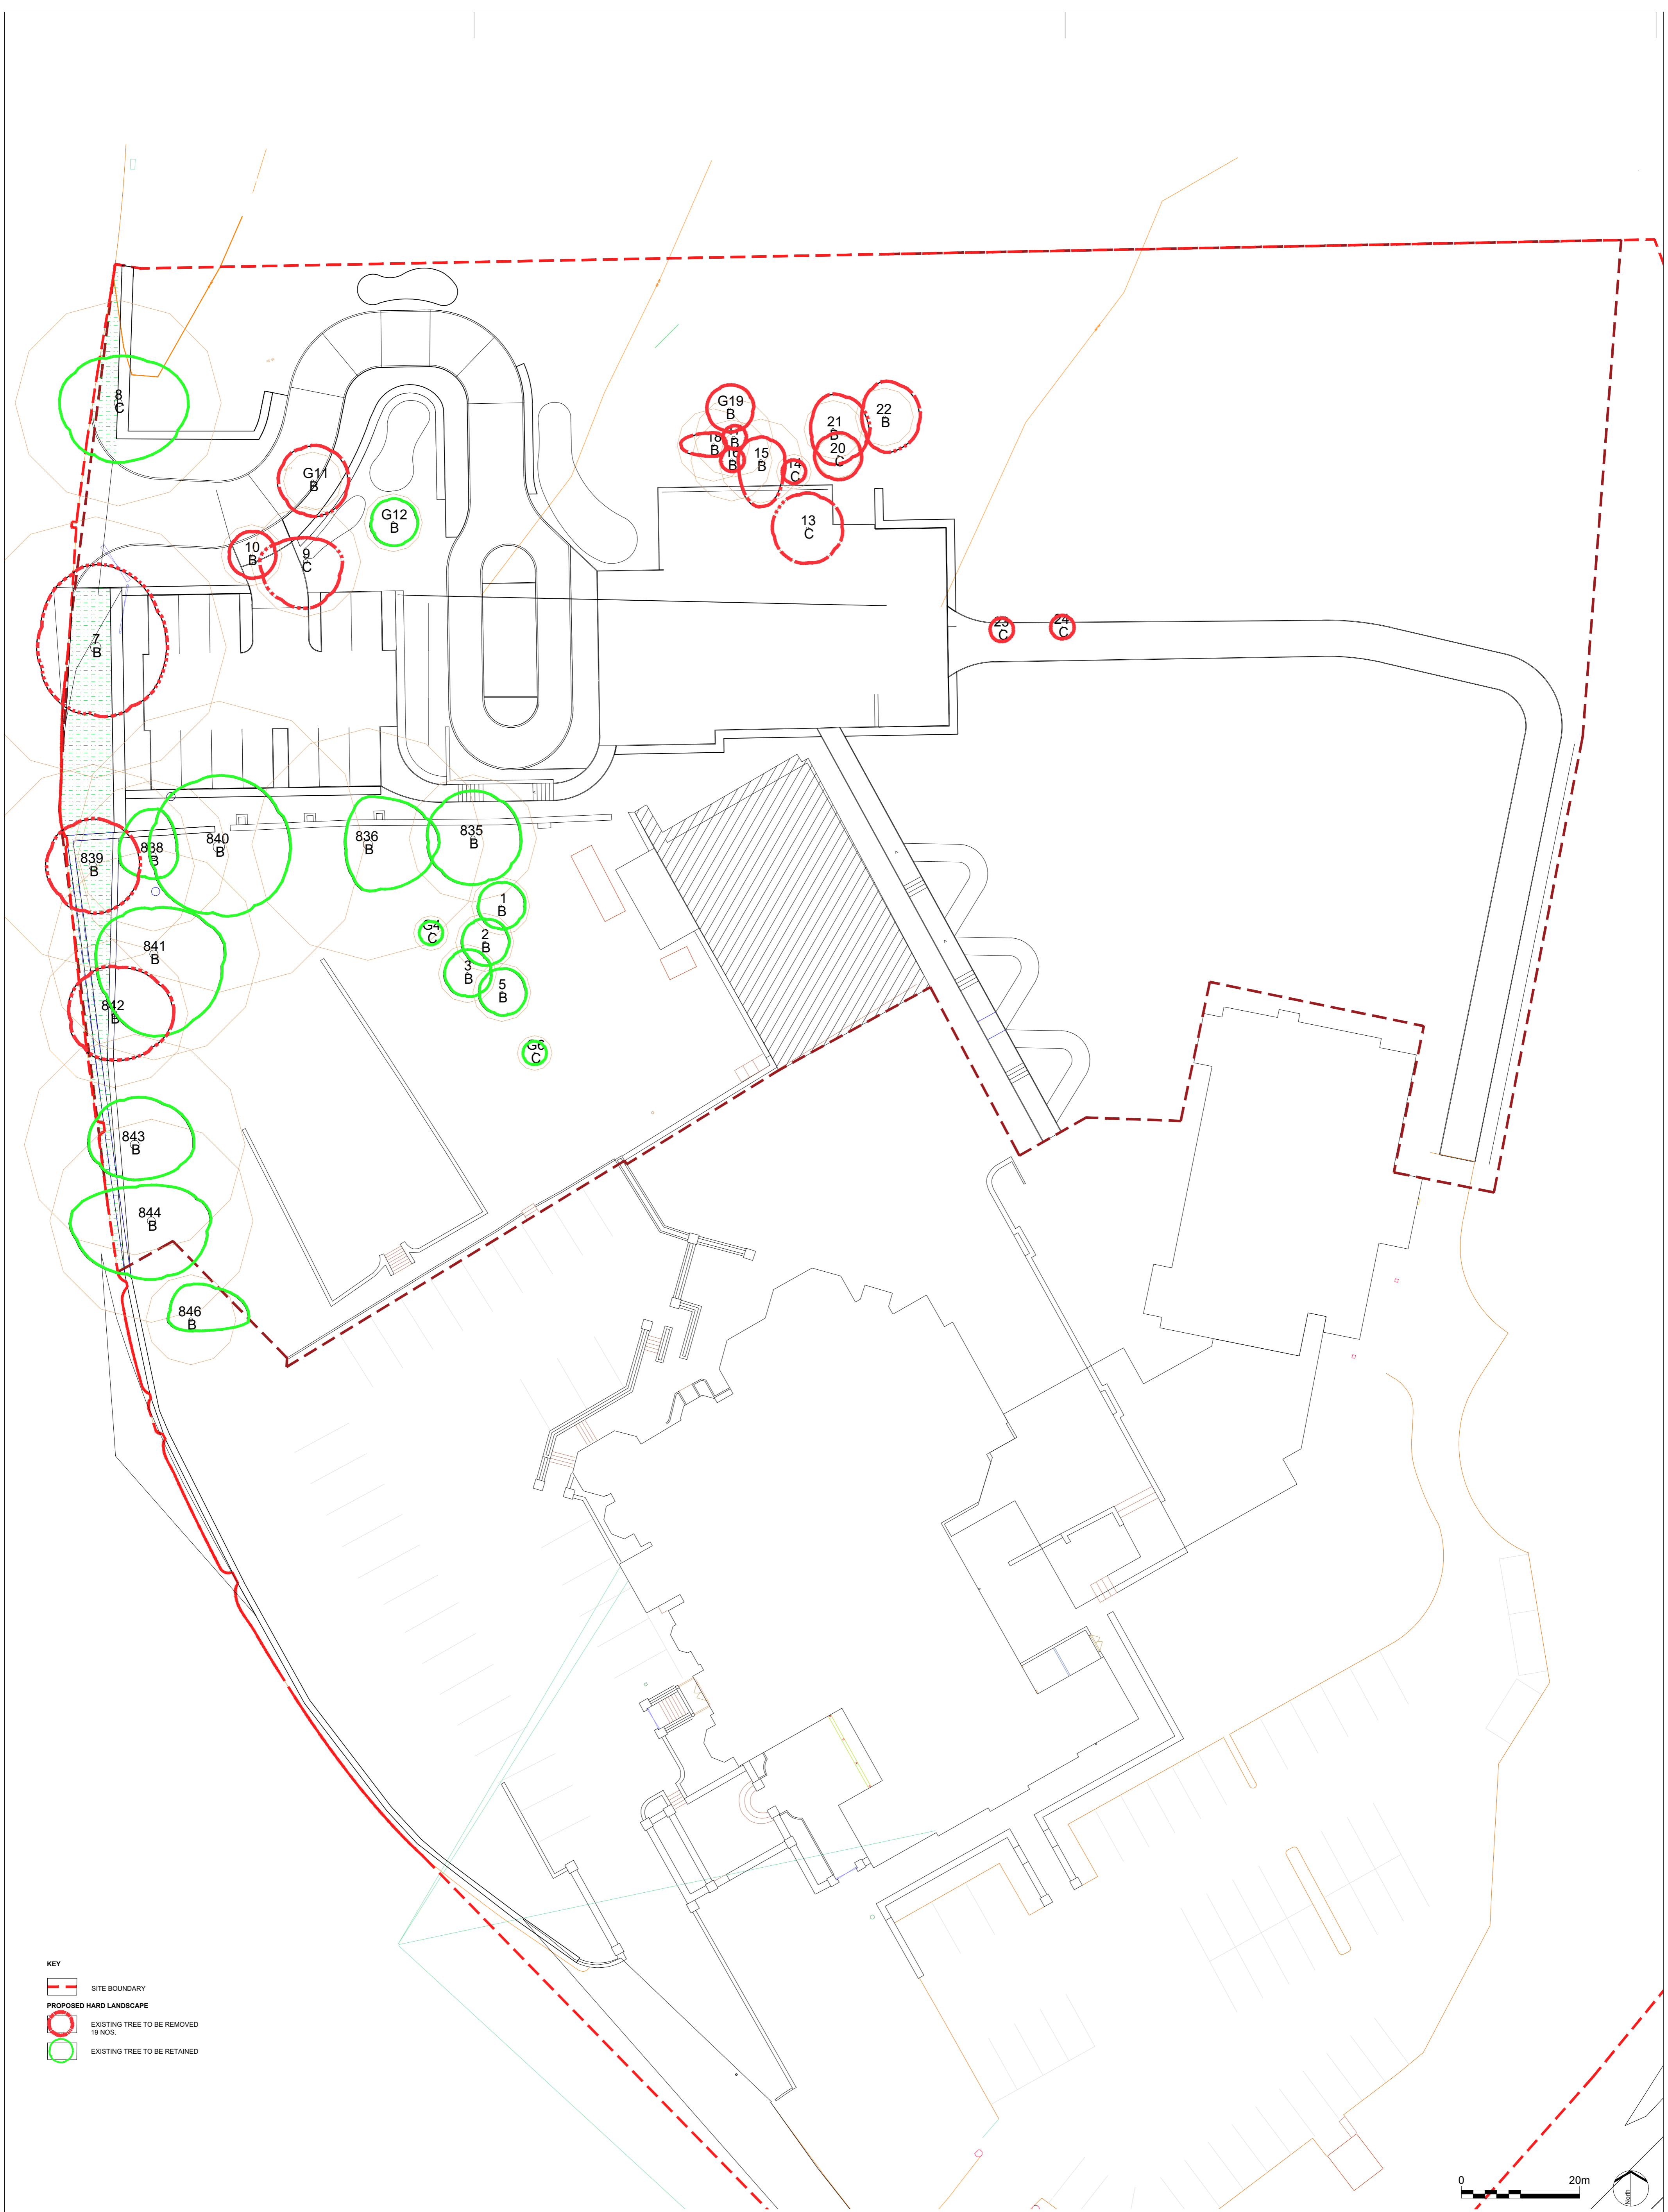 8
C
G19
B
22
B
21
B
20
C
18
B
17
B
16
B
15
B
14
C
G11
B
G12
B
13
C
10
B
9
C
23
C
24
C
7
B
836
B
835
B
840
B
838
B
839
B
1
B
G4
C
2
B
841
B
3
B
5
B
842
B
G6
C
843
B
844
B
846
B
KEY
SITE BOUNDARY
PROPOSED HARD LANDSCAPE
EXISTING TREE TO BE REMOVED
19 NOS.
EXISTING TREE TO BE RETAINED
0 20m
North